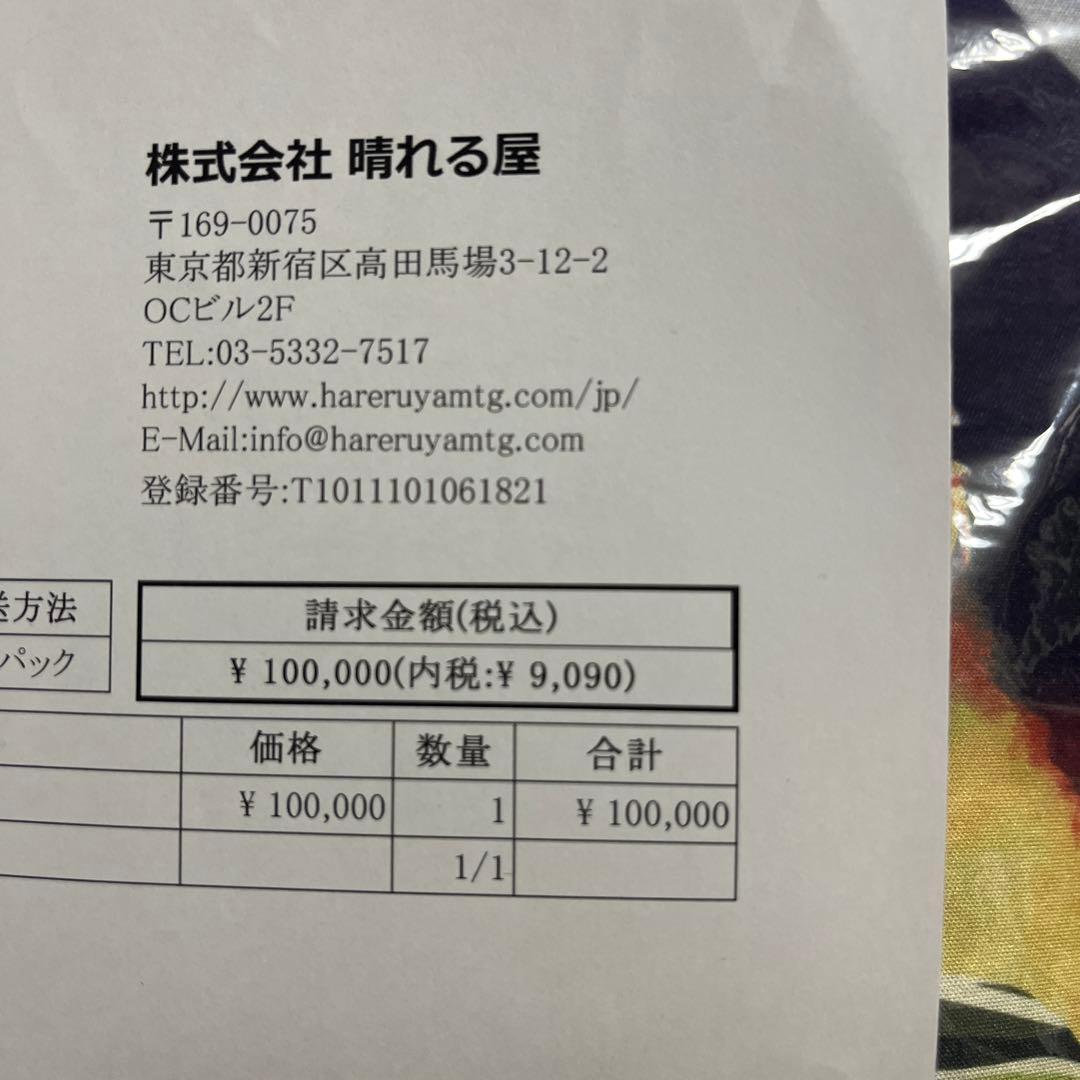 株式会社 晴れる屋
〒169-0075
東京都新宿区高田馬場3-12-2
OCビル2F
TEL:03-5332-7517
http://www.hareruyamtg.com/jp/
E-Mail:info@hareruyamtg.com
登録番号:T1011101061821
送方法
パック
請求金額(税込)
¥ 100,000(内税:¥ 9,090)
価格 数量 合計
¥ 100,000 1 ¥ 100,000
1/1